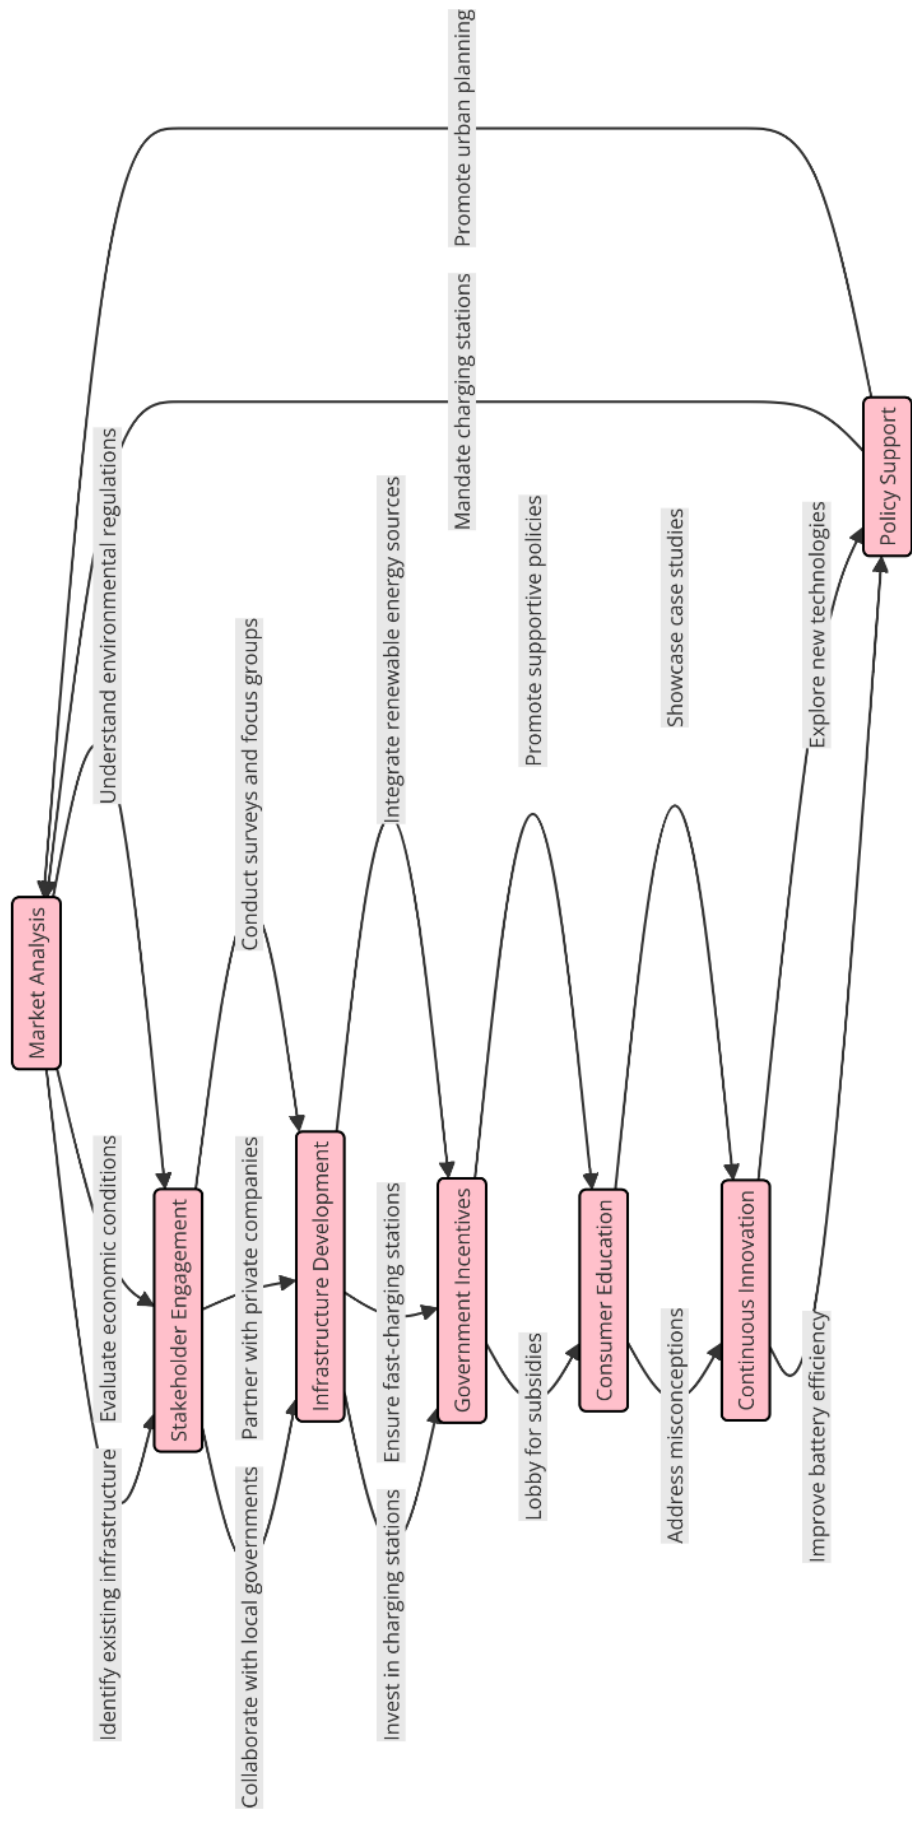 Market Analysis
Identify existing infrastructure
Evaluate economic conditions
Understand environmental regulations
Stakeholder Engagement
Collaborate with local governments
Partner with private companies
Conduct surveys and focus groups
Infrastructure Development
Invest in charging stations
Ensure fast-charging stations
Integrate renewable energy sources
Government Incentives
Mandate charging stations
Promote urban planning
Lobby for subsidies
Promote supportive policies
Consumer Education
Address misconceptions
Showcase case studies
Continuous Innovation
Improve battery efficiency
Explore new technologies
Policy Support